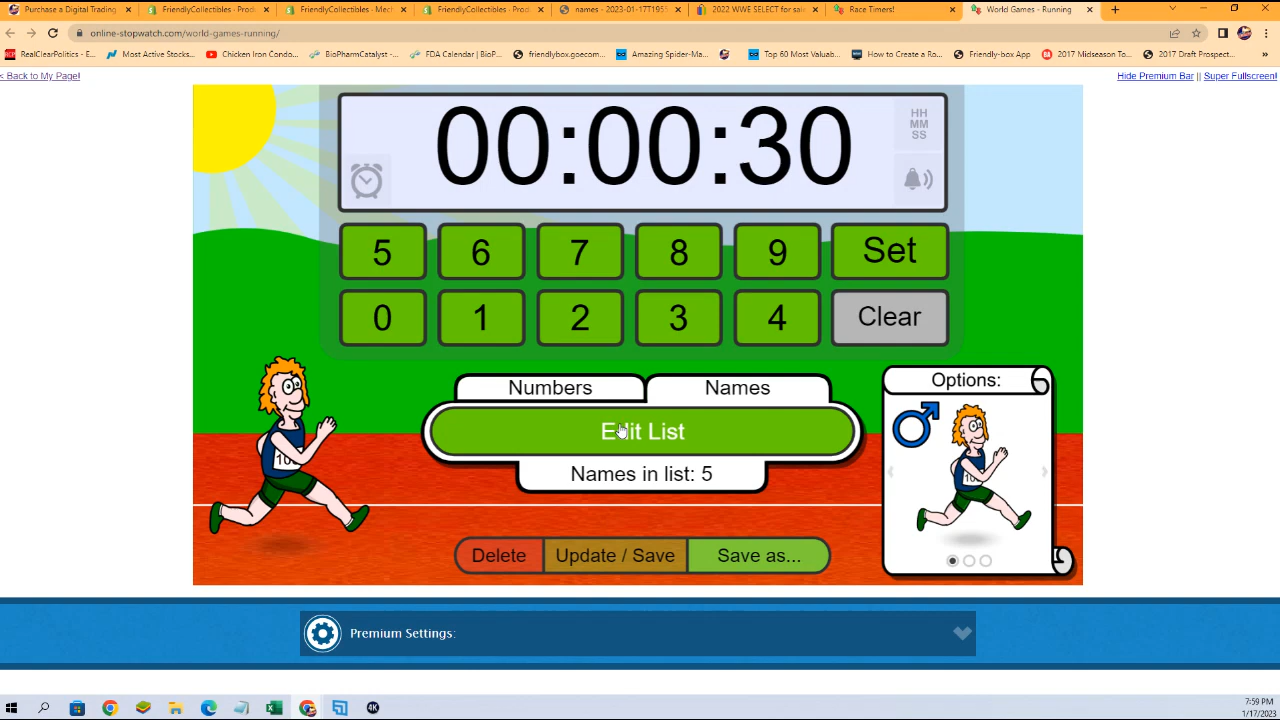 Purchase a Digital Trading
FriendlyCollectibles - Produ
FriendlyCollectibles - Mech
FriendlyCollectibles - Produ
names - 2023-01-17T1955
2022 WWE SELECT for sale
Race Timers!
World Games - Running
online-stopwatch.com/world-games-running/
RealClearPolitics - E...
Most Active Stocks...
Chicken Iron Condo...
BioPharmCatalyst -...
FDA Calendar | BioP...
friendlybox.gocom...
Amazing Spider-Ma...
Top 60 Most Valuab...
How to Create a Ro...
Friendly-box App
2017 Midseason To...
2017 Draft Prospect...
»
< Back to My Page!
Hide Premium Bar || Super Fullscreen!
00:00:30
HH
MM
SS
5 6 7 8 9 Set
0 1 2 3 4 Clear
Numbers Names
Options:
Edit List
Names in list: 5
Delete Update / Save Save as...
Premium Settings:
7:59 PM
1/17/2023